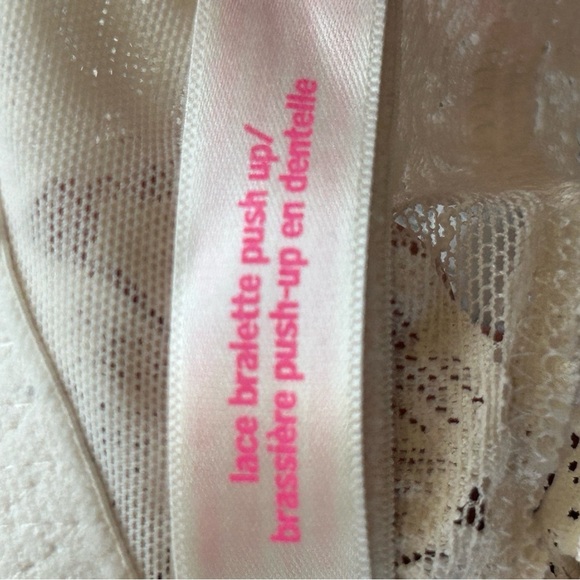 lace bralette push up/
brassière push-up en dentelle